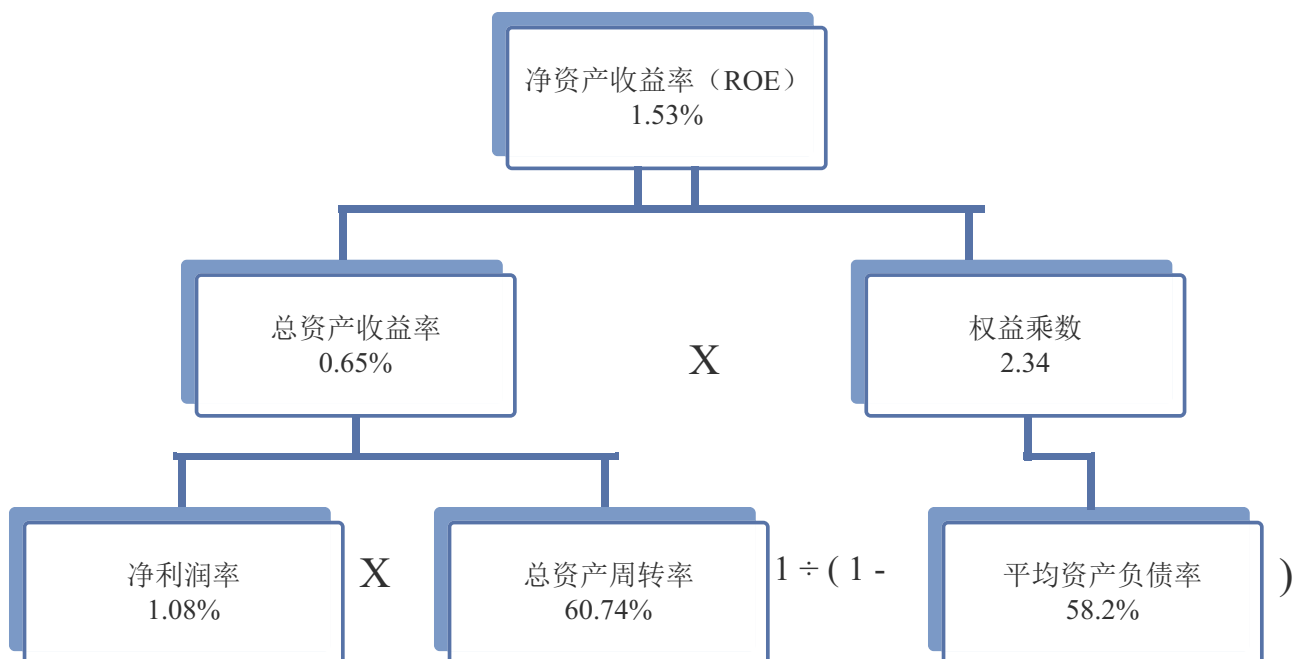 净资产收益率（ROE）
1.53%
总资产收益率
0.65%
X
权益乘数
2.34
净利润率
1.08%
X
总资产周转率
60.74%
1 ÷ ( 1 -
平均资产负债率
58.2%
)